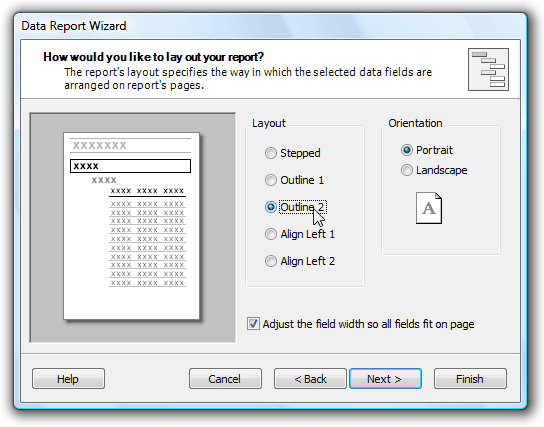 Data Report Wizard
How would you like to lay out your report?
The report's layout specifies the way in which the selected data fields are
arranged on report's pages.
XXXXXXX
XXXX
XXXX
XXXX XXXX XXXX
XXXX XXXX XXXX
XXXX XXXX XXXX
XXXX XXXX XXXX
XXXX XXXX XXXX
XXXX XXXX XXXX
XXXX XXXX XXXX
XXXX XXXX XXXX
XXXX XXXX XXXX
XXXX XXXX XXXX
Layout
Stepped
Outline 1
Outline 2
Align Left 1
Align Left 2
Orientation
Portrait
Landscape
A
Adjust the field width so all fields fit on page
Help
Cancel
< Back
Next >
Finish